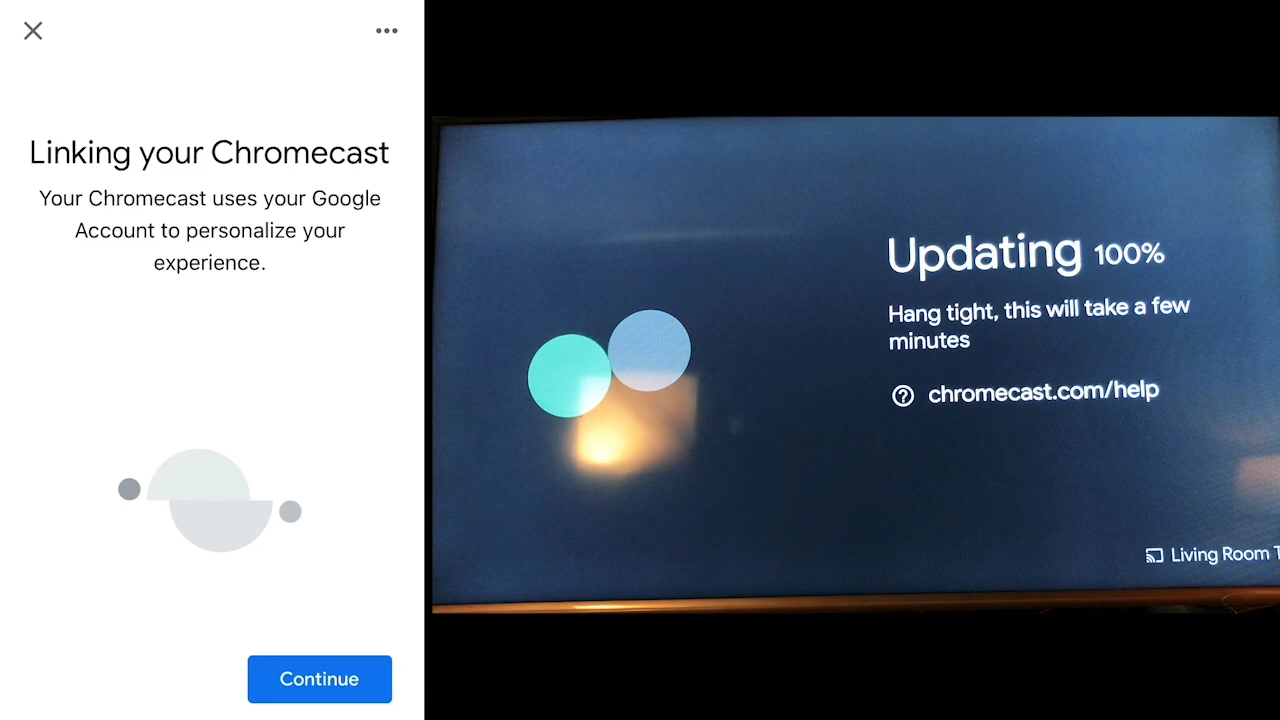 Linking your Chromecast
Your Chromecast uses your Google
Account to personalize your
experience.
Continue
Updating 100%
Hang tight, this will take a few
minutes
chromecast.com/help
Living Room